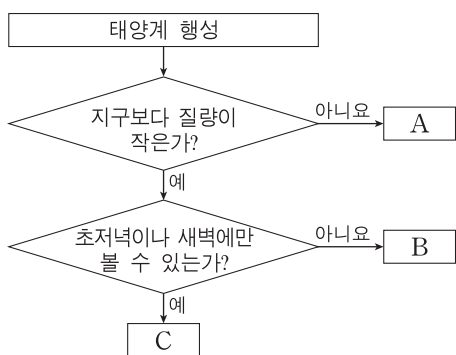 태양계 행성
지구보다 질량이
작은가?
아니요
A
예
초저녁이나 새벽에만
볼 수 있는가?
아니요
B
예
C